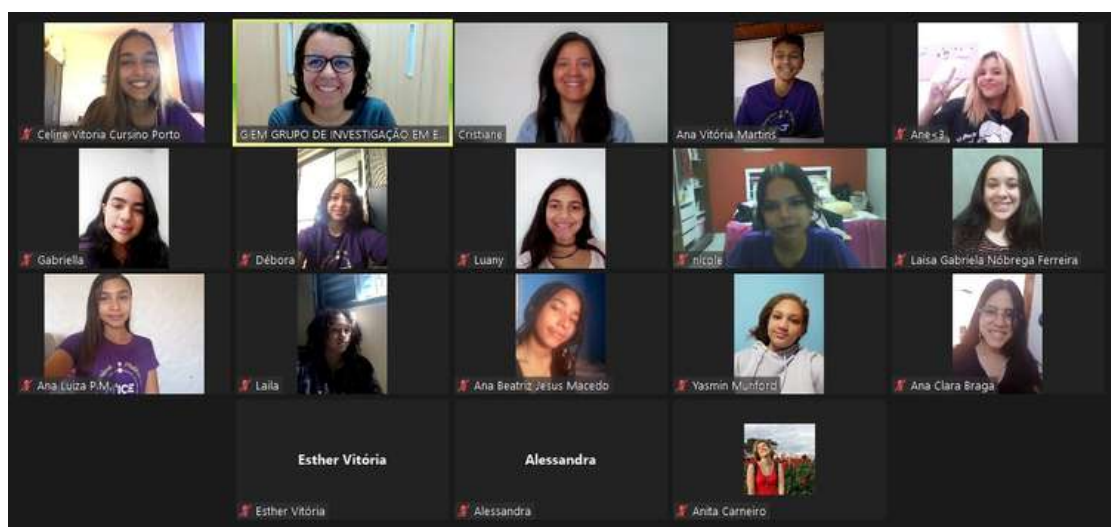 Celine Vitoria Cursino Porto
GIEM GRUPO DE INVESTIGAÇÃO EM E...
Cristiane
Ana Vitória Martins
Ane<3
Gabriella
Débora
Luany
nicole
Laisa Gabriela Nóbrega Ferreira
Ana Luiza P.M.
Laila
Ana Beatriz Jesus Macedo
Yasmin Munford
Ana Clara Braga
Esther Vitória
Alessandra
Esther Vitória
Alessandra
Anita Carneiro